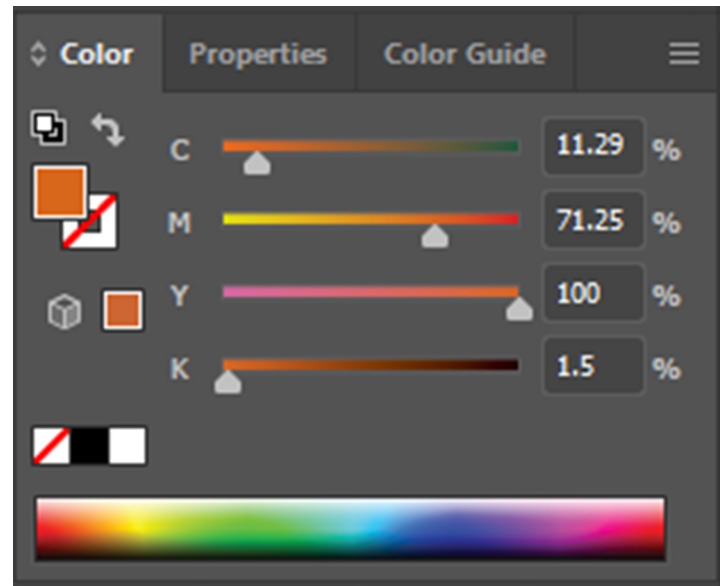 Color Properties Color Guide
C 11.29 %
M 71.25 %
Y 100 %
K 1.5 %